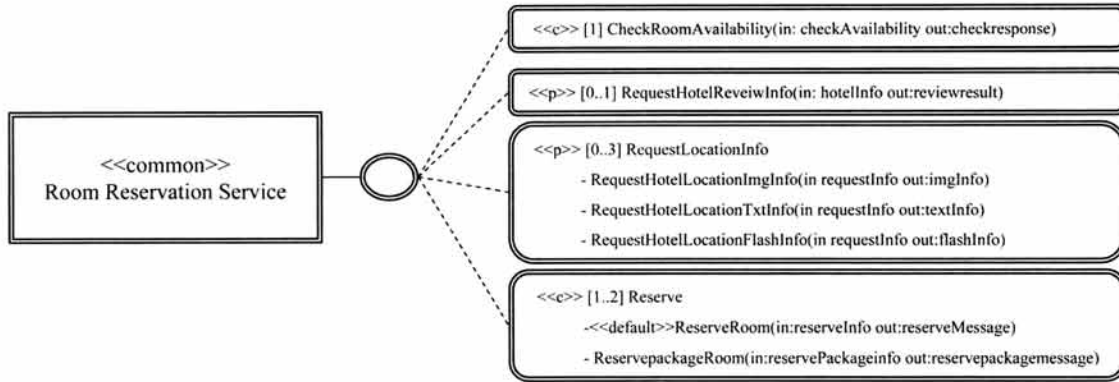 <<common>>
Room Reservation Service
<<c>> [1] CheckRoomAvailability(in: checkAvailability out:checkresponse)
<<p>> [0..1] RequestHotelReveiwInfo(in: hotelInfo out:reviewresult)
<<p>> [0..3] RequestLocationInfo
- RequestHotelLocationImgInfo(in requestInfo out:imgInfo)
- RequestHotelLocationTxtInfo(in requestInfo out:textInfo)
- RequestHotelLocationFlashInfo(in requestInfo out:flashInfo)
<<c>> [1..2] Reserve
-<<default>>ReserveRoom(in:reserveInfo out:reserveMessage)
- ReservepackageRoom(in:reservePackageinfo out:reservepackagemessage)